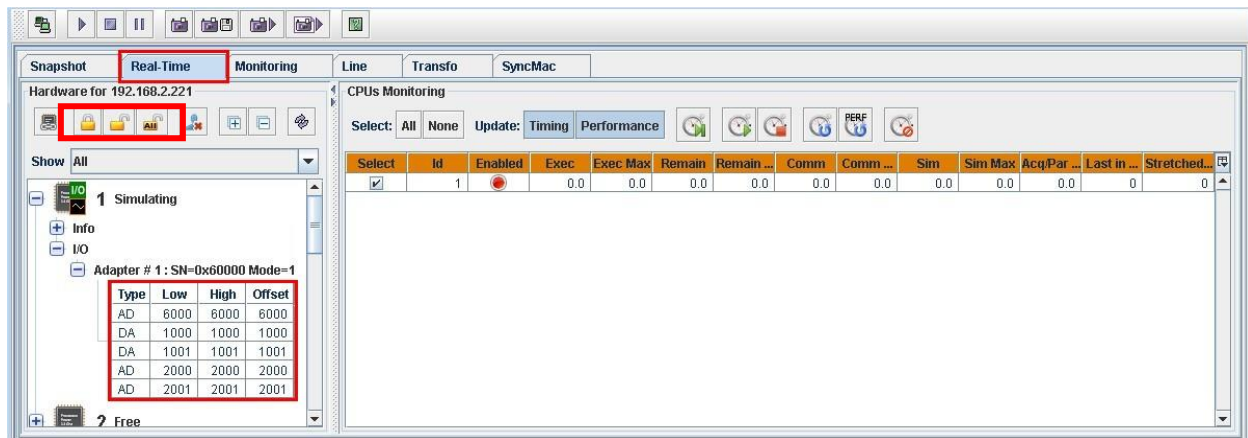 Snapshot Real-Time Monitoring Line Transfo SyncMac
Hardware for 192.168.2.221
All
Show All
I/O
1 Simulating
Info
I/O
Adapter # 1 : SN=0x60000 Mode=1
Type Low High Offset
AD 6000 6000 6000
DA 1000 1000 1000
DA 1001 1001 1001
AD 2000 2000 2000
AD 2001 2001 2001
2 Free
CPUs Monitoring
Select: All None Update: Timing Performance PERF
Select Id Enabled Exec Exec Max Remain Remain ... Comm Comm ... Sim Sim Max Acq/Par ... Last in ... Stretched...
1 0.0 0.0 0.0 0.0 0.0 0.0 0.0 0.0 0.0 0 0